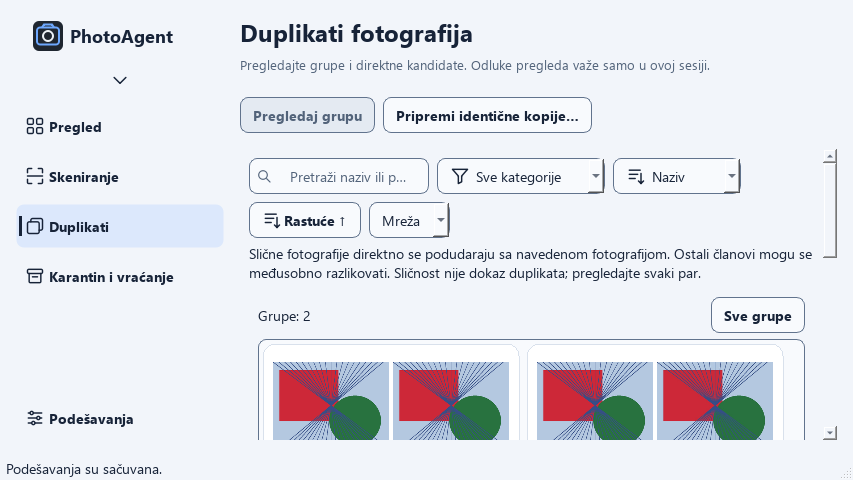 PhotoAgent
Pregled
Skeniranje
Duplikati
Karantin i vraćanje
Podešavanja
Duplikati fotografija
Pregledajte grupe i direktne kandidate. Odluke pregleda važe samo u ovoj sesiji.
Pregledaj grupu
Pripremi identične kopije...
Pretraži naziv ili p...
Sve kategorije
Naziv
Rastuće ↑
Mreža
Slične fotografije direktno se podudaraju sa navedenom fotografijom. Ostali članovi mogu se
međusobno razlikovati. Sličnost nije dokaz duplikata; pregledajte svaki par.
Grupe: 2
Sve grupe
Podešavanja su sačuvana.